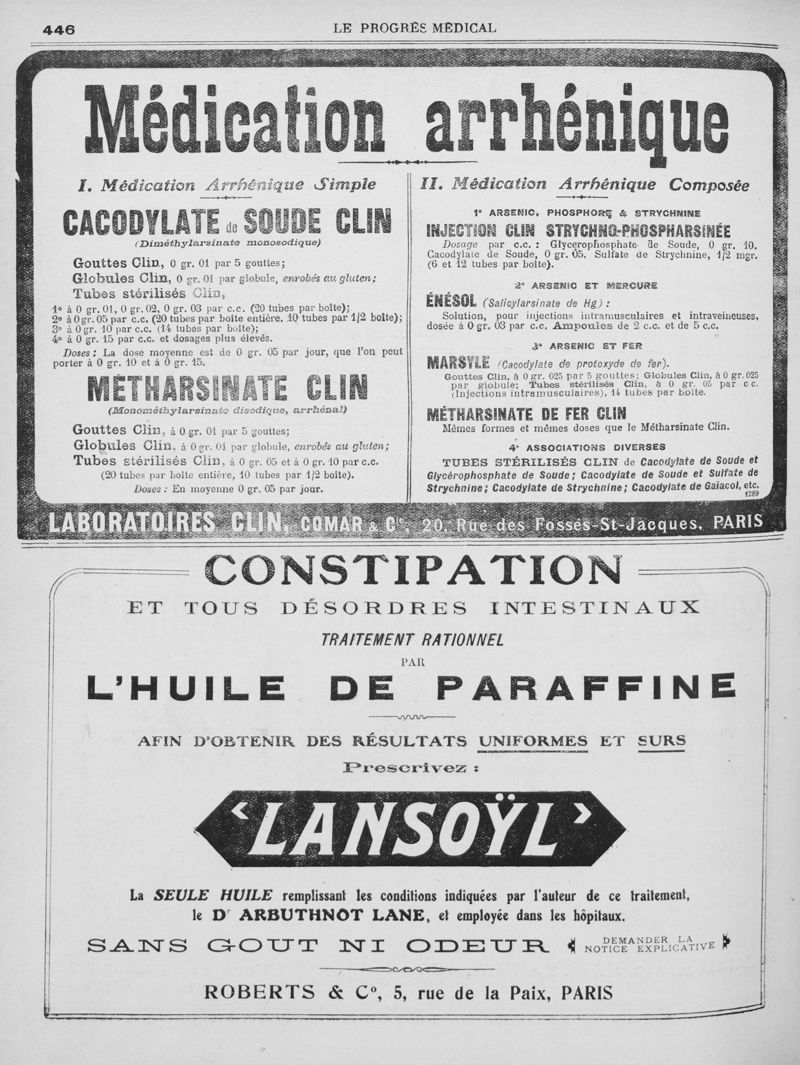 446
LE PROGRÈS MÉDICAL
Médication arrhénique
I. Médication Arrhénique Simple
CACODYLATE de SOUDE CLIN
(Diméthylarsinate monosodique)
Gouttes Clin, 0 gr. 01 par 5 gouttes;
Globules Clin, 0 gr. 01 par globule, enrobés au gluten;
Tubes stérilisés Clin,
1º à 0 gr. 01, 0 gr. 02, 0 gr. 03 par c.c. (20 tubes par boîte);
2º à 0 gr. 05 par c.c. (20 tubes par boîte entière, 10 tubes par 1/2 boîte);
3º à 0 gr. 10 par c.c. (14 tubes par boîte);
4º à 0 gr. 15 par c.c. et dosages plus élevés.
Doses : La dose moyenne est de 0 gr. 05 par jour, que l'on peut
porter à 0 gr. 10 et à 0 gr. 15.
MÉTHARSINATE CLIN
(Monométhylarsinate disodique, arrhénal)
Gouttes Clin, à 0 gr. 01 par 5 gouttes;
Globules Clin, à 0 gr. 01 par globule, enrobés au gluten;
Tubes stérilisés Clin, à 0 gr. 05 et à 0 gr. 10 par c.c.
(20 tubes par boîte entière, 10 tubes par 1/2 boîte).
Doses : En moyenne 0 gr. 05 par jour.
II. Médication Arrhénique Composée
1º ARSENIC, PHOSPHORE & STRYCHNINE
INJECTION CLIN STRYCHNO-PHOSPHARSINÉE
Dosage par c.c. : Glycérophosphate de Soude, 0 gr. 10.
Cacodylate de Soude, 0 gr. 05. Sulfate de Strychnine, 1/2 mgr.
(6 et 12 tubes par boîte).
2º ARSENIC ET MERCURE
ÉNÉSOL (Salicylarsinate de Hg) :
Solution, pour injections intramusculaires et intraveineuses,
dosée à 0 gr. 03 par c.c. Ampoules de 2 c.c. et de 5 c.c.
3º ARSENIC ET FER
MARSYLE (Cacodylate de protoxyde de fer).
Gouttes Clin, à 0 gr. 025 par 5 gouttes; Globules Clin, à 0 gr. 025
par globule; Tubes stérilisés Clin, à 0 gr. 05 par c c.
(Injections intramusculaires), 14 tubes par boîte.
MÉTHARSINATE DE FER CLIN
Mêmes formes et mêmes doses que le Métharsinate Clin.
4º ASSOCIATIONS DIVERSES
TUBES STÉRILISÉS CLIN de Cacodylate de Soude et
Glycérophosphate de Soude; Cacodylate de Soude et Sulfate de
Strychnine; Cacodylate de Strychnine; Cacodylate de Gaïacol, etc.
1289
LABORATOIRES CLIN, COMAR & Cie, 20, Rue des Fossés-St-Jacques, PARIS
CONSTIPATION
ET TOUS DÉSORDRES INTESTINAUX
TRAITEMENT RATIONNEL
PAR
L'HUILE DE PARAFFINE
AFIN D'OBTENIR DES RÉSULTATS UNIFORMES ET SURS
Prescrivez :
‹LANSOŸL›
La SEULE HUILE remplissant les conditions indiquées par l'auteur de ce traitement,
le Dr ARBUTHNOT LANE, et employée dans les hôpitaux.
SANS GOUT NI ODEUR
DEMANDER LA
NOTICE EXPLICATIVE
ROBERTS & Cº, 5, rue de la Paix, PARIS